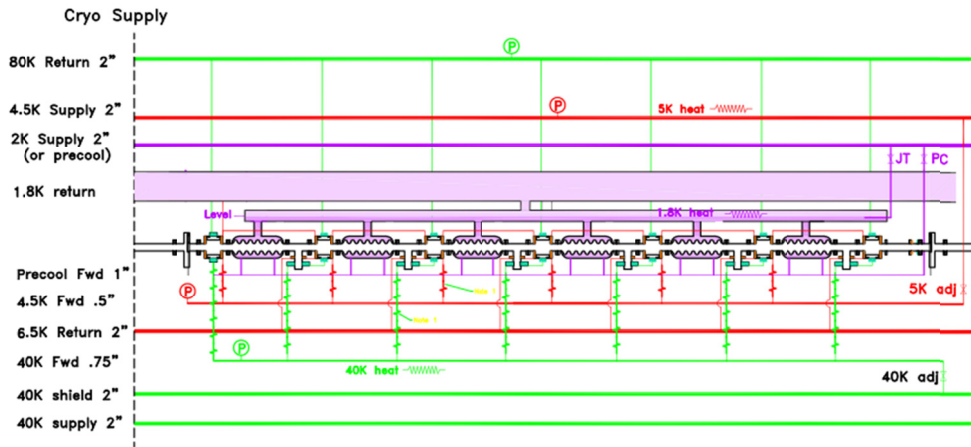 Cryo Supply
80K Return 2"
P
4.5K Supply 2"
P
5K heat
2K Supply 2"
(or precool)
JT
PC
1.8K return
Level
1.8K heat
Precool Fwd 1"
P
5K adj
4.5K Fwd .5"
6.5K Return 2"
P
40K Fwd .75"
40K heat
40K adj
40K shield 2"
40K supply 2"